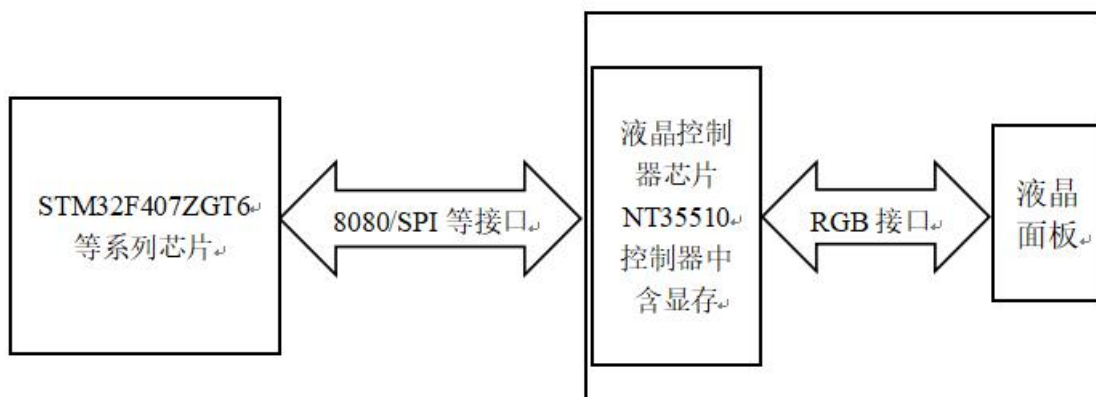 STM32F407ZGT6
等系列芯片
8080/SPI 等接口
液晶控制
器芯片
NT35510
控制器中
含显存
RGB 接口
液晶
面板